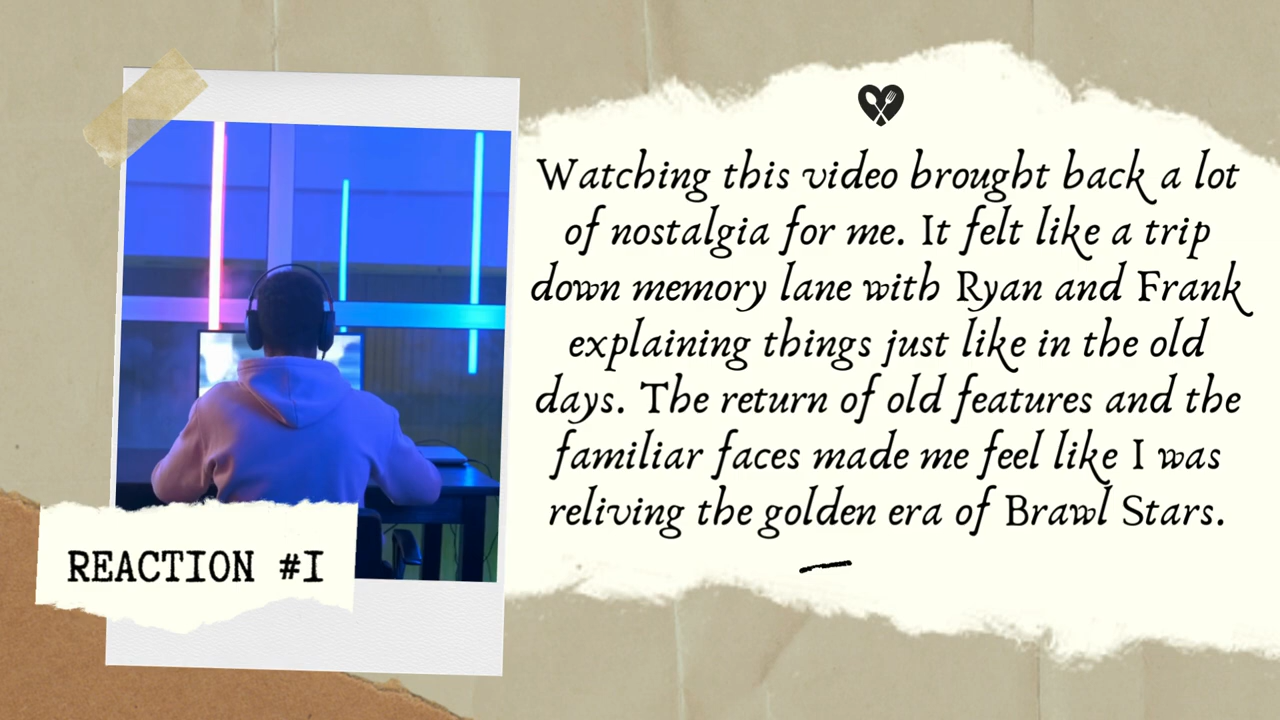 Watching this video brought back a lot
of nostalgia for me. It felt like a trip
down memory lane with Ryan and Frank
explaining things just like in the old
days. The return of old features and the
familiar faces made me feel like I was
reliving the golden era of Brawl Stars.
REACTION #1